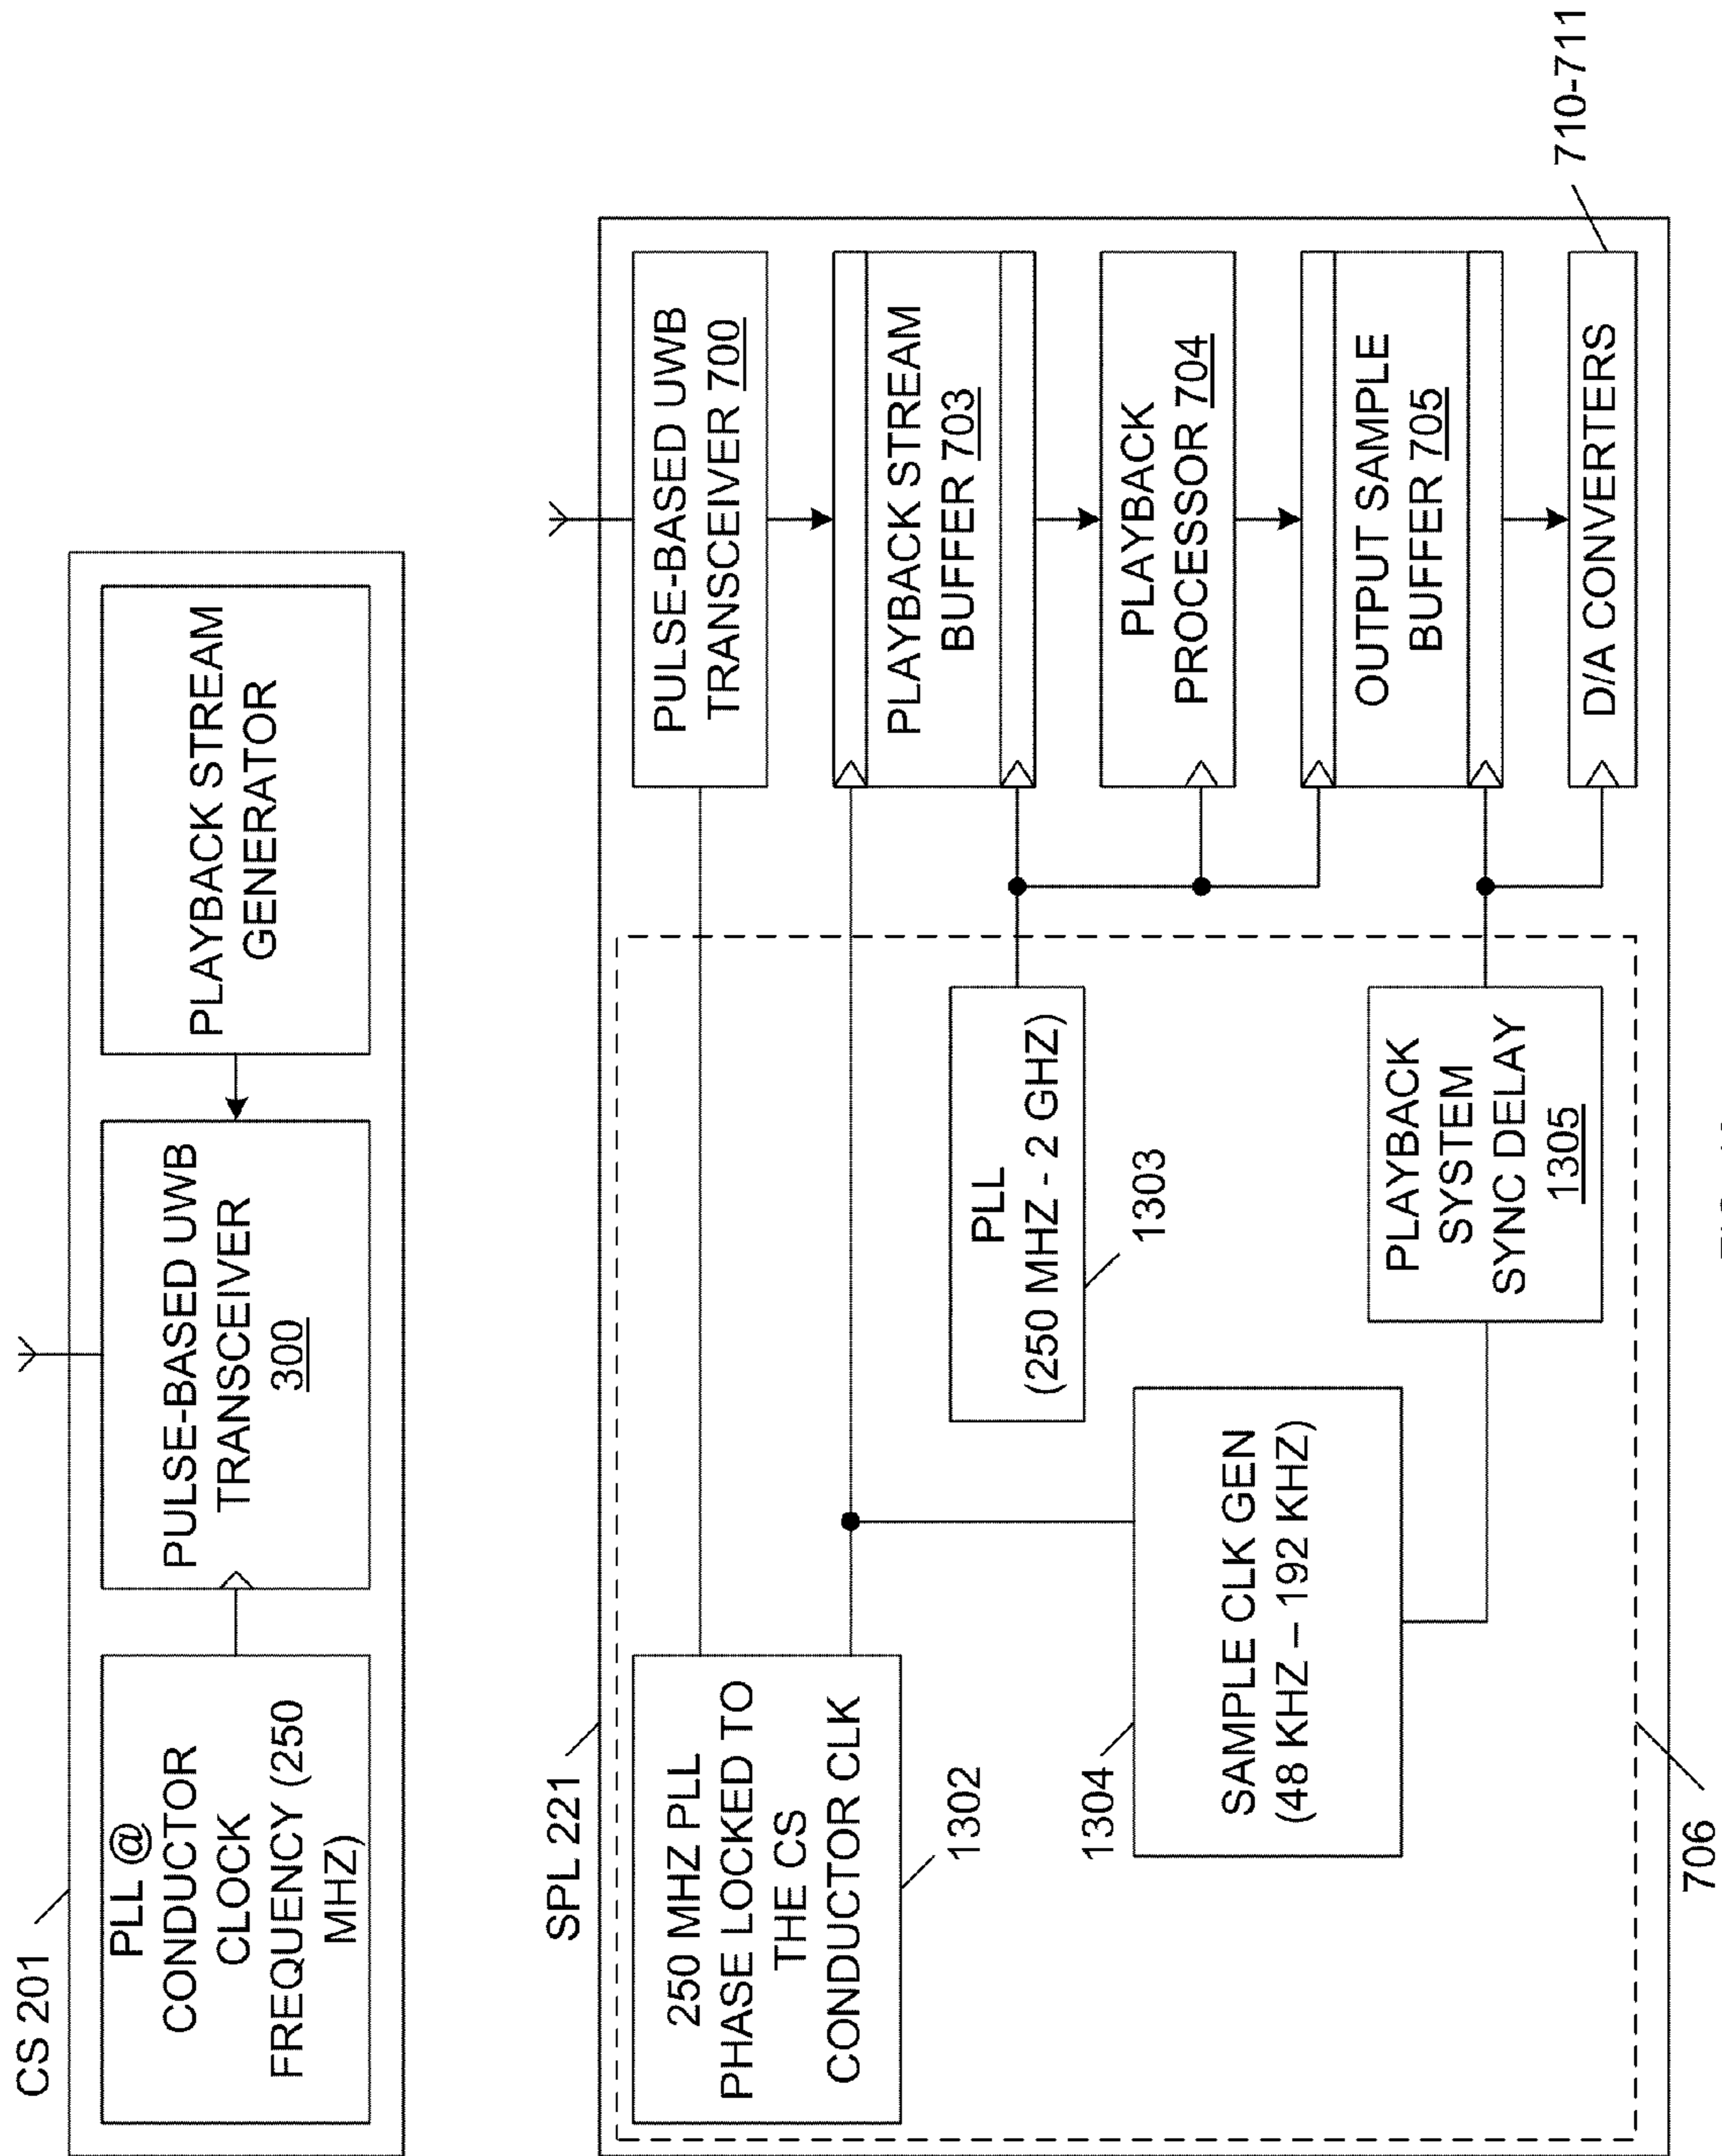 CS 201
PLL @
CONDUCTOR
CLOCK
FREQUENCY (250
MHZ)
PULSE-BASED UWB
TRANSCEIVER
300
PLAYBACK STREAM
GENERATOR
SPL 221
250 MHZ PLL
PHASE LOCKED TO
THE CS
CONDUCTOR CLK
1302
PULSE-BASED UWB
TRANSCEIVER 700
PLAYBACK STREAM
BUFFER 703
PLL
(250 MHZ - 2 GHZ)
1303
PLAYBACK
PROCESSOR 704
1304
SAMPLE CLK GEN
(48 KHZ – 192 KHZ)
OUTPUT SAMPLE
BUFFER 705
PLAYBACK
SYSTEM
SYNC DELAY
1305
D/A CONVERTERS
710-711
706